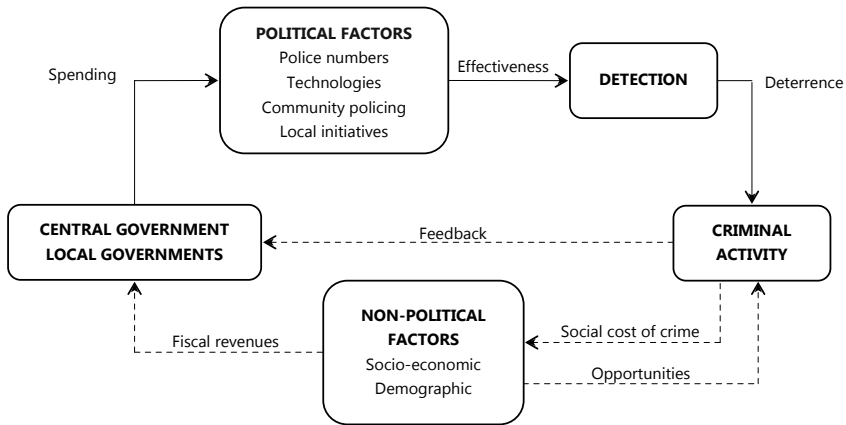 POLITICAL FACTORS
Police numbers
Technologies
Community policing
Local initiatives
Spending
Effectiveness
DETECTION
Deterrence
CENTRAL GOVERNMENT
LOCAL GOVERNMENTS
Feedback
CRIMINAL
ACTIVITY
NON-POLITICAL
FACTORS
Socio-economic
Demographic
Fiscal revenues
Social cost of crime
Opportunities